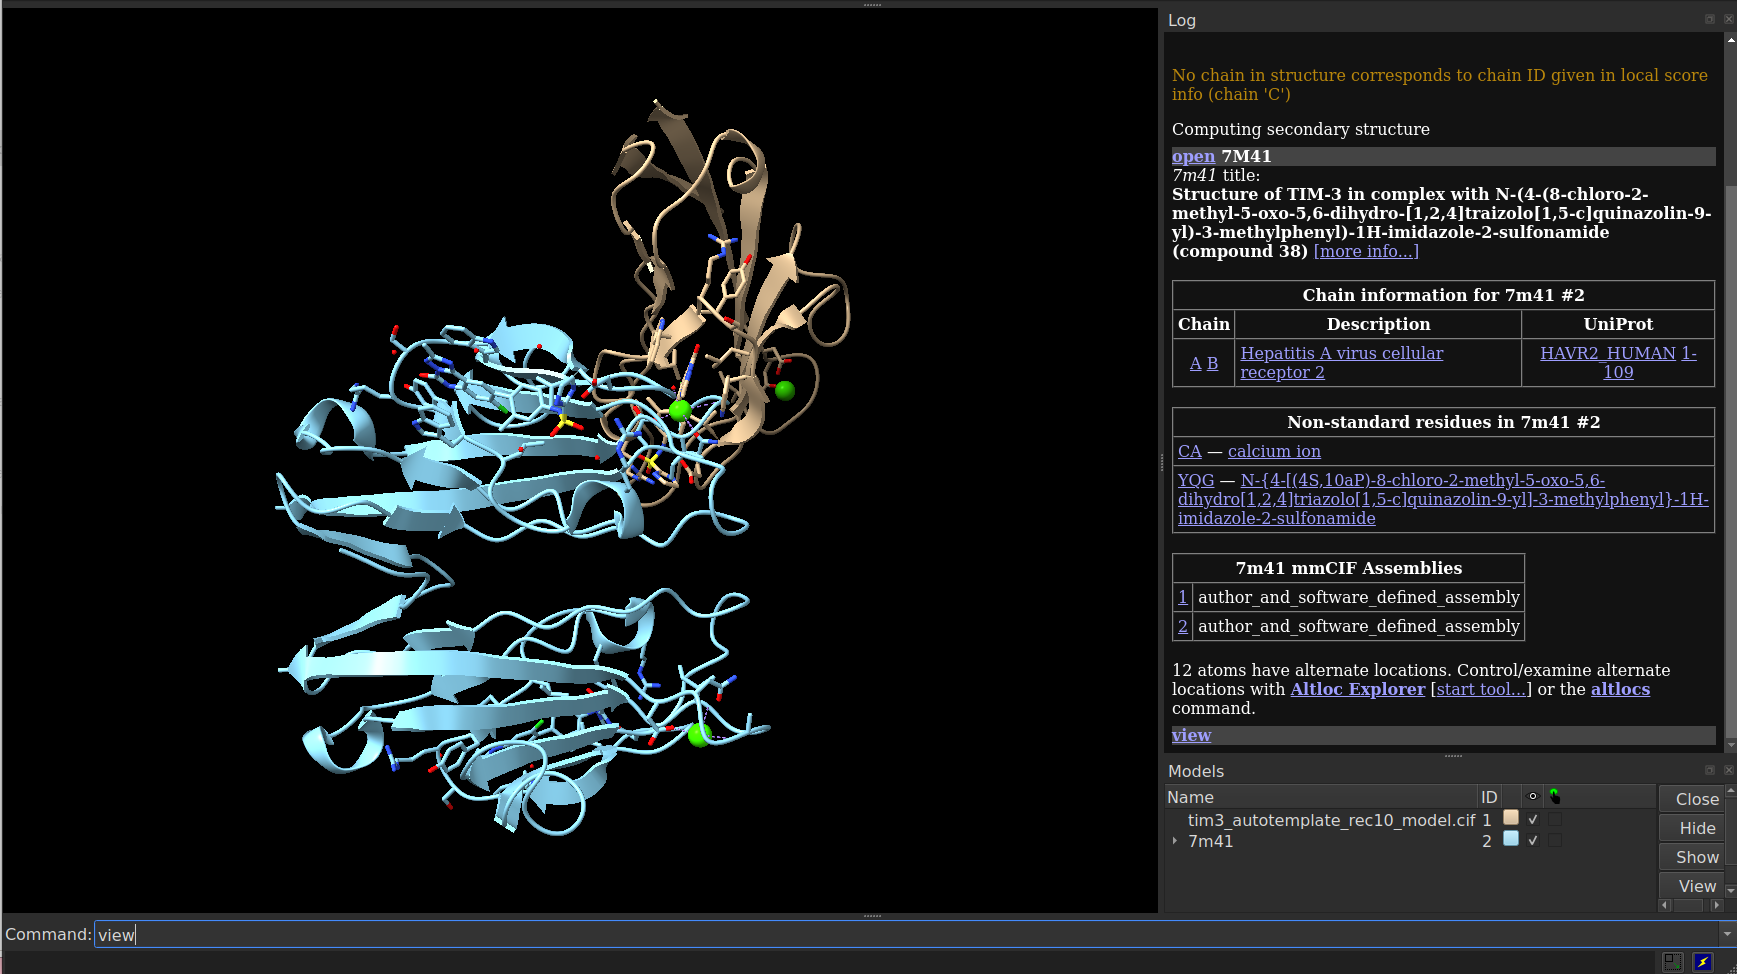 Log
No chain in structure corresponds to chain ID given in local score
info (chain 'C')
Computing secondary structure
open 7M41
7m41 title:
Structure of TIM-3 in complex with N-(4-(8-chloro-2-
methyl-5-oxo-5,6-dihydro-[1,2,4]traizolo[1,5-c]quinazolin-9-
yl)-3-methylphenyl)-1H-imidazole-2-sulfonamide
(compound 38) [more info...]
Chain information for 7m41 #2
Chain Description UniProt
A B Hepatitis A virus cellular HAVR2_HUMAN 1-
receptor 2 109
Non-standard residues in 7m41 #2
CA — calcium ion
YQG — N-{4-[(4S,10aP)-8-chloro-2-methyl-5-oxo-5,6-
dihydro[1,2,4]triazolo[1,5-c]quinazolin-9-yl]-3-methylphenyl}-1H-
imidazole-2-sulfonamide
7m41 mmCIF Assemblies
1 author_and_software_defined_assembly
2 author_and_software_defined_assembly
12 atoms have alternate locations. Control/examine alternate
locations with Altloc Explorer [start tool...] or the altlocs
command.
view
Models
Name ID
Close
tim3_autotemplate_rec10_model.cif 1
Hide
7m41 2
Show
View
Command: view